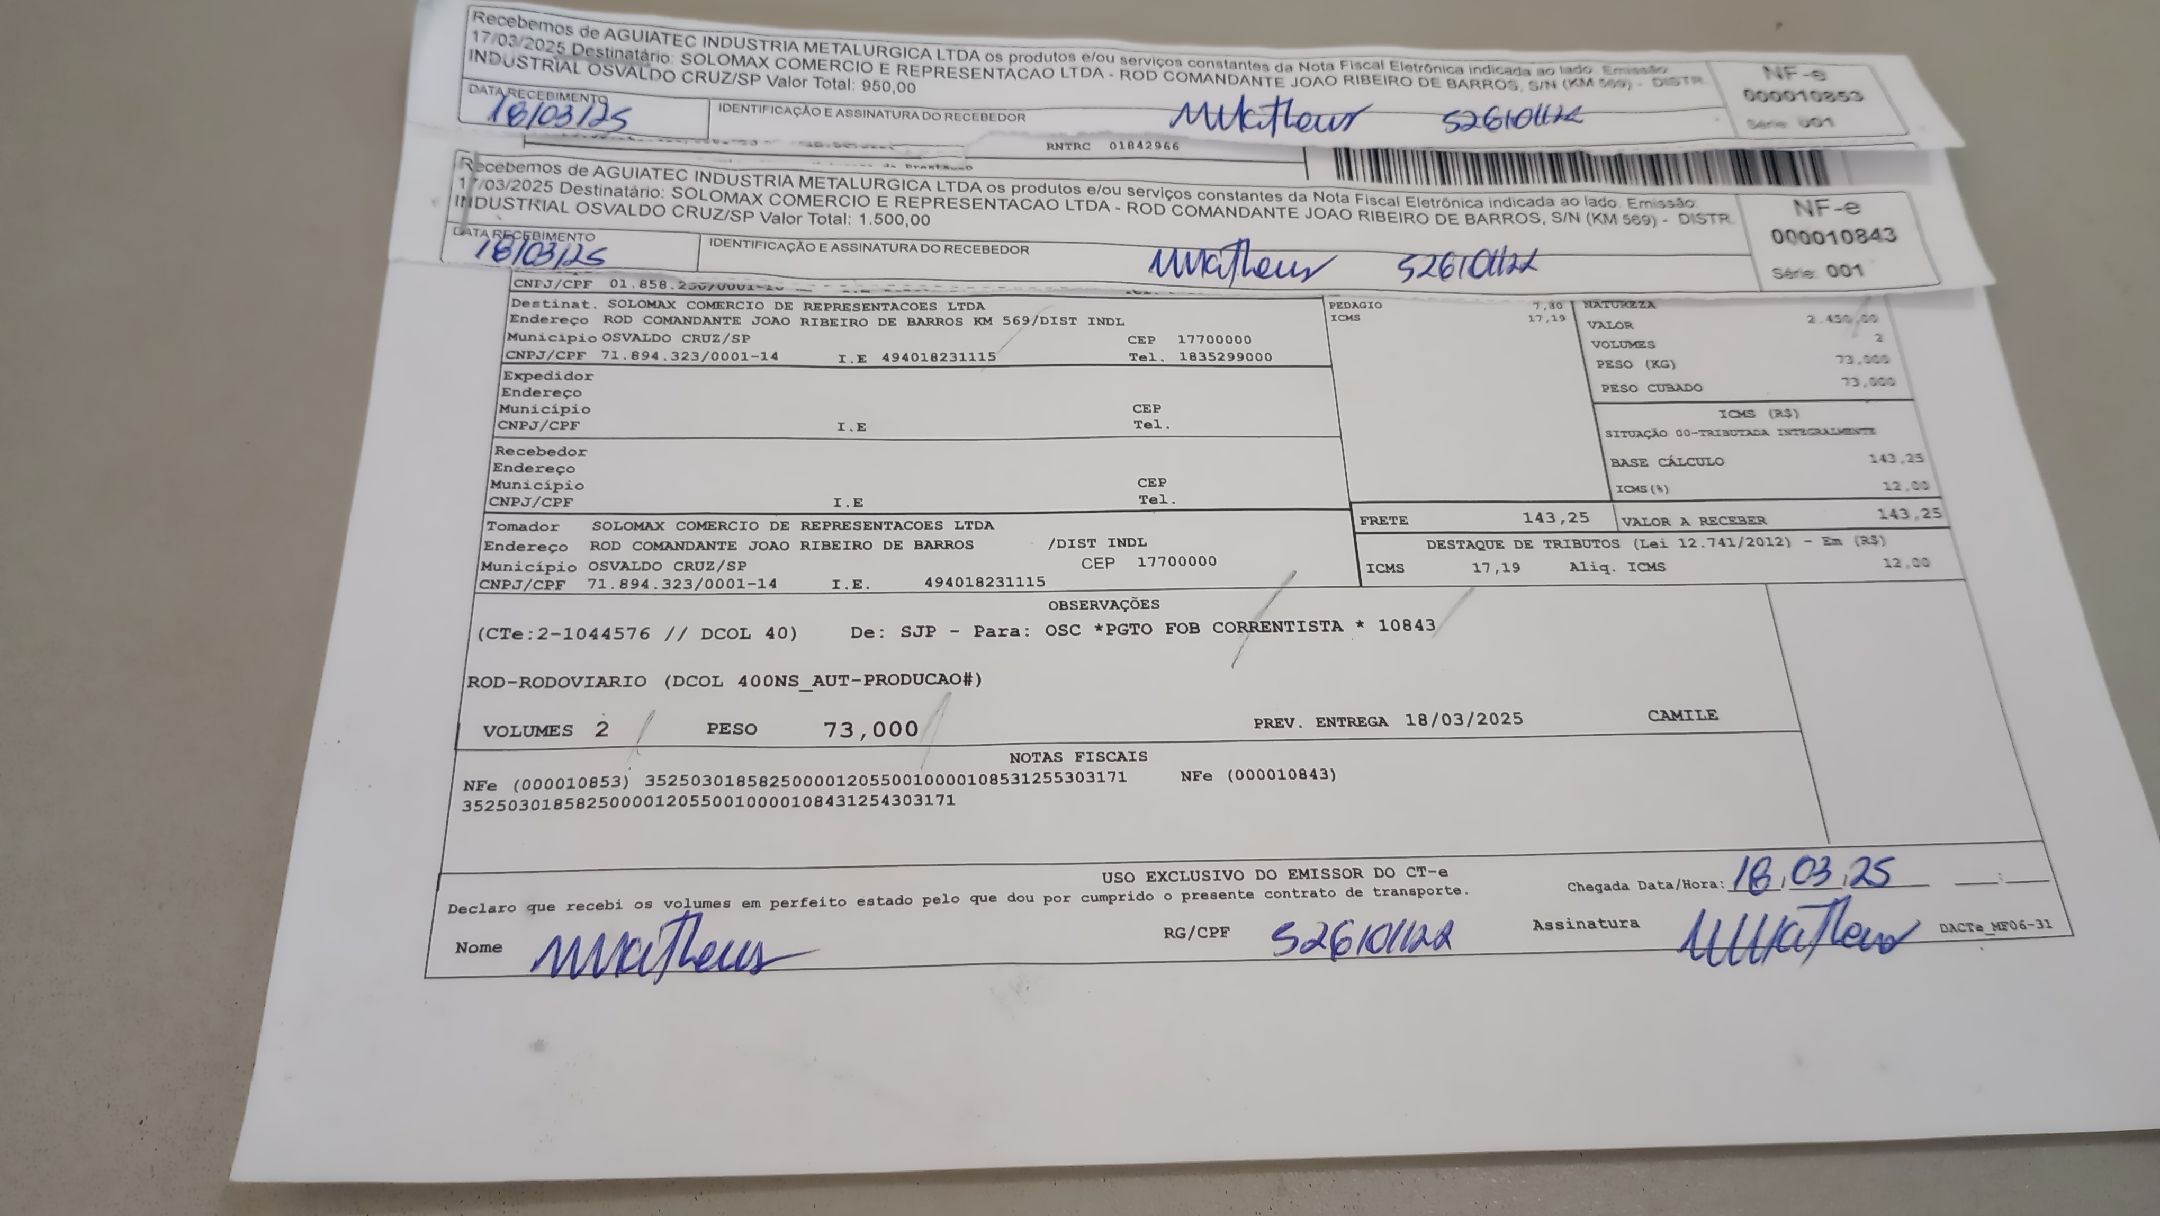 Recebemos de AGUIATEC INDUSTRIA METALURGICA LTDA os produtos e/ou serviços constantes da Nota Fiscal Eletrônica indicada ao lado. Emissão:
17/03/2025 Destinatário: SOLOMAX COMERCIO E REPRESENTACAO LTDA - ROD COMANDANTE JOAO RIBEIRO DE BARROS, S/N (KM 569) - DISTR.
INDUSTRIAL OSVALDO CRUZ/SP Valor Total: 950,00
NF-e
000010853
Série: 001
DATA RECEBIMENTO
18/03/25
IDENTIFICAÇÃO E ASSINATURA DO RECEBEDOR
Matheus 526101122
RNTRC 01842966
Recebemos de AGUIATEC INDUSTRIA METALURGICA LTDA os produtos e/ou serviços constantes da Nota Fiscal Eletrônica indicada ao lado. Emissão:
17/03/2025 Destinatário: SOLOMAX COMERCIO E REPRESENTACAO LTDA - ROD COMANDANTE JOAO RIBEIRO DE BARROS, S/N (KM 569) - DISTR.
INDUSTRIAL OSVALDO CRUZ/SP Valor Total: 1.500,00
NF-e
000010843
Série: 001
DATA RECEBIMENTO
18/03/25
IDENTIFICAÇÃO E ASSINATURA DO RECEBEDOR
Matheus 526101122
CNPJ/CPF 01.858.250/0001-20
Destinat. SOLOMAX COMERCIO DE REPRESENTACOES LTDA
Endereço ROD COMANDANTE JOAO RIBEIRO DE BARROS KM 569/DIST INDL
Município OSVALDO CRUZ/SP CEP 17700000
CNPJ/CPF 71.894.323/0001-14 I.E 494018231115 Tel. 1835299000
PEDAGIO 7,80
ICMS 17,19
NATUREZA
VALOR 2.450,00
VOLUMES 2
PESO (KG) 73,000
PESO CUBADO 73,000
Expedidor
Endereço
Município CEP
CNPJ/CPF I.E Tel.
ICMS (R$)
SITUAÇÃO 00-TRIBUTADA INTEGRALMENTE
BASE CÁLCULO 143,25
ICMS(%) 12,00
Recebedor
Endereço
Município CEP
CNPJ/CPF I.E Tel.
FRETE 143,25 VALOR A RECEBER 143,25
Tomador SOLOMAX COMERCIO DE REPRESENTACOES LTDA
Endereço ROD COMANDANTE JOAO RIBEIRO DE BARROS /DIST INDL
Município OSVALDO CRUZ/SP CEP 17700000
CNPJ/CPF 71.894.323/0001-14 I.E. 494018231115
DESTAQUE DE TRIBUTOS (Lei 12.741/2012) - Em (R$)
ICMS 17,19 Aliq. ICMS 12,00
OBSERVAÇÕES
(CTe:2-1044576 // DCOL 40) De: SJP - Para: OSC *PGTO FOB CORRENTISTA * 10843
ROD-RODOVIARIO (DCOL 400NS_AUT-PRODUCAO#)
VOLUMES 2 PESO 73,000 PREV. ENTREGA 18/03/2025 CAMILE
NOTAS FISCAIS
NFe (000010853) 35250301858250000120550010000108531255303171 NFe (000010843)
35250301858250000120550010000108431254303171
USO EXCLUSIVO DO EMISSOR DO CT-e
Declaro que recebi os volumes em perfeito estado pelo que dou por cumprido o presente contrato de transporte.
Chegada Data/Hora: 18,03,25 :
Nome Matheus RG/CPF 526101122 Assinatura Matheus DACTe_MF06-31